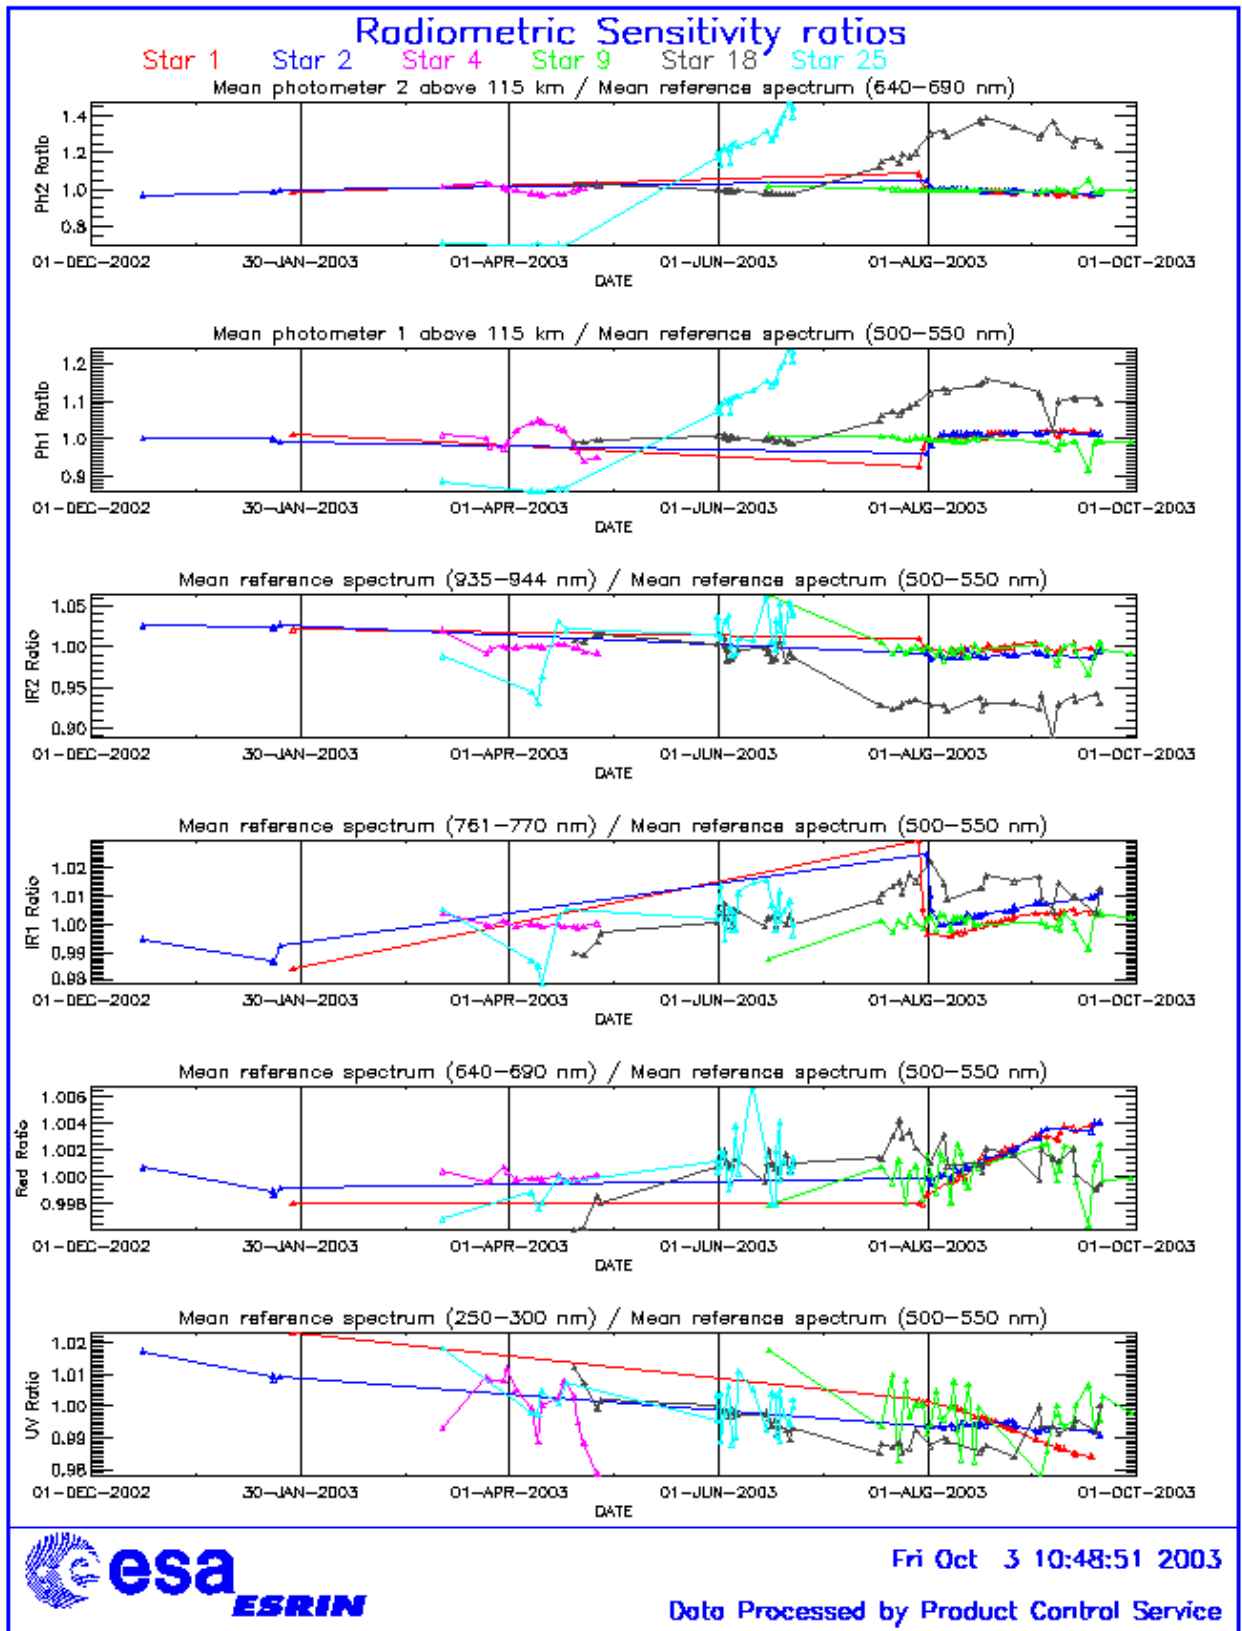 Radiometric Sensitivity ratios
Star 1 Star 2 Star 4 Star 9 Star 18 Star 25
Mean photometer 2 above 115 km / Mean reference spectrum (640-690 nm)
1.4
1.2
1.0
0.8
Ph2 Ratio
01-DEC-2002 30-JAN-2003 01-APR-2003 01-JUN-2003 01-AUG-2003 01-OCT-2003
DATE
Mean photometer 1 above 115 km / Mean reference spectrum (500-550 nm)
1.2
1.1
1.0
0.9
Ph1 Ratio
01-DEC-2002 30-JAN-2003 01-APR-2003 01-JUN-2003 01-AUG-2003 01-OCT-2003
DATE
Mean reference spectrum (935-944 nm) / Mean reference spectrum (500-550 nm)
1.05
1.00
0.95
0.90
IR2 Ratio
01-DEC-2002 30-JAN-2003 01-APR-2003 01-JUN-2003 01-AUG-2003 01-OCT-2003
DATE
Mean reference spectrum (761-770 nm) / Mean reference spectrum (500-550 nm)
1.02
1.01
1.00
0.99
0.98
IR1 Ratio
01-DEC-2002 30-JAN-2003 01-APR-2003 01-JUN-2003 01-AUG-2003 01-OCT-2003
DATE
Mean reference spectrum (640-690 nm) / Mean reference spectrum (500-550 nm)
1.006
1.004
1.002
1.000
0.998
Red Ratio
01-DEC-2002 30-JAN-2003 01-APR-2003 01-JUN-2003 01-AUG-2003 01-OCT-2003
DATE
Mean reference spectrum (250-300 nm) / Mean reference spectrum (500-550 nm)
1.02
1.01
1.00
0.99
0.98
UV Ratio
01-DEC-2002 30-JAN-2003 01-APR-2003 01-JUN-2003 01-AUG-2003 01-OCT-2003
DATE
esa
ESRIN
Fri Oct 3 10:48:51 2003
Data Processed by Product Control Service